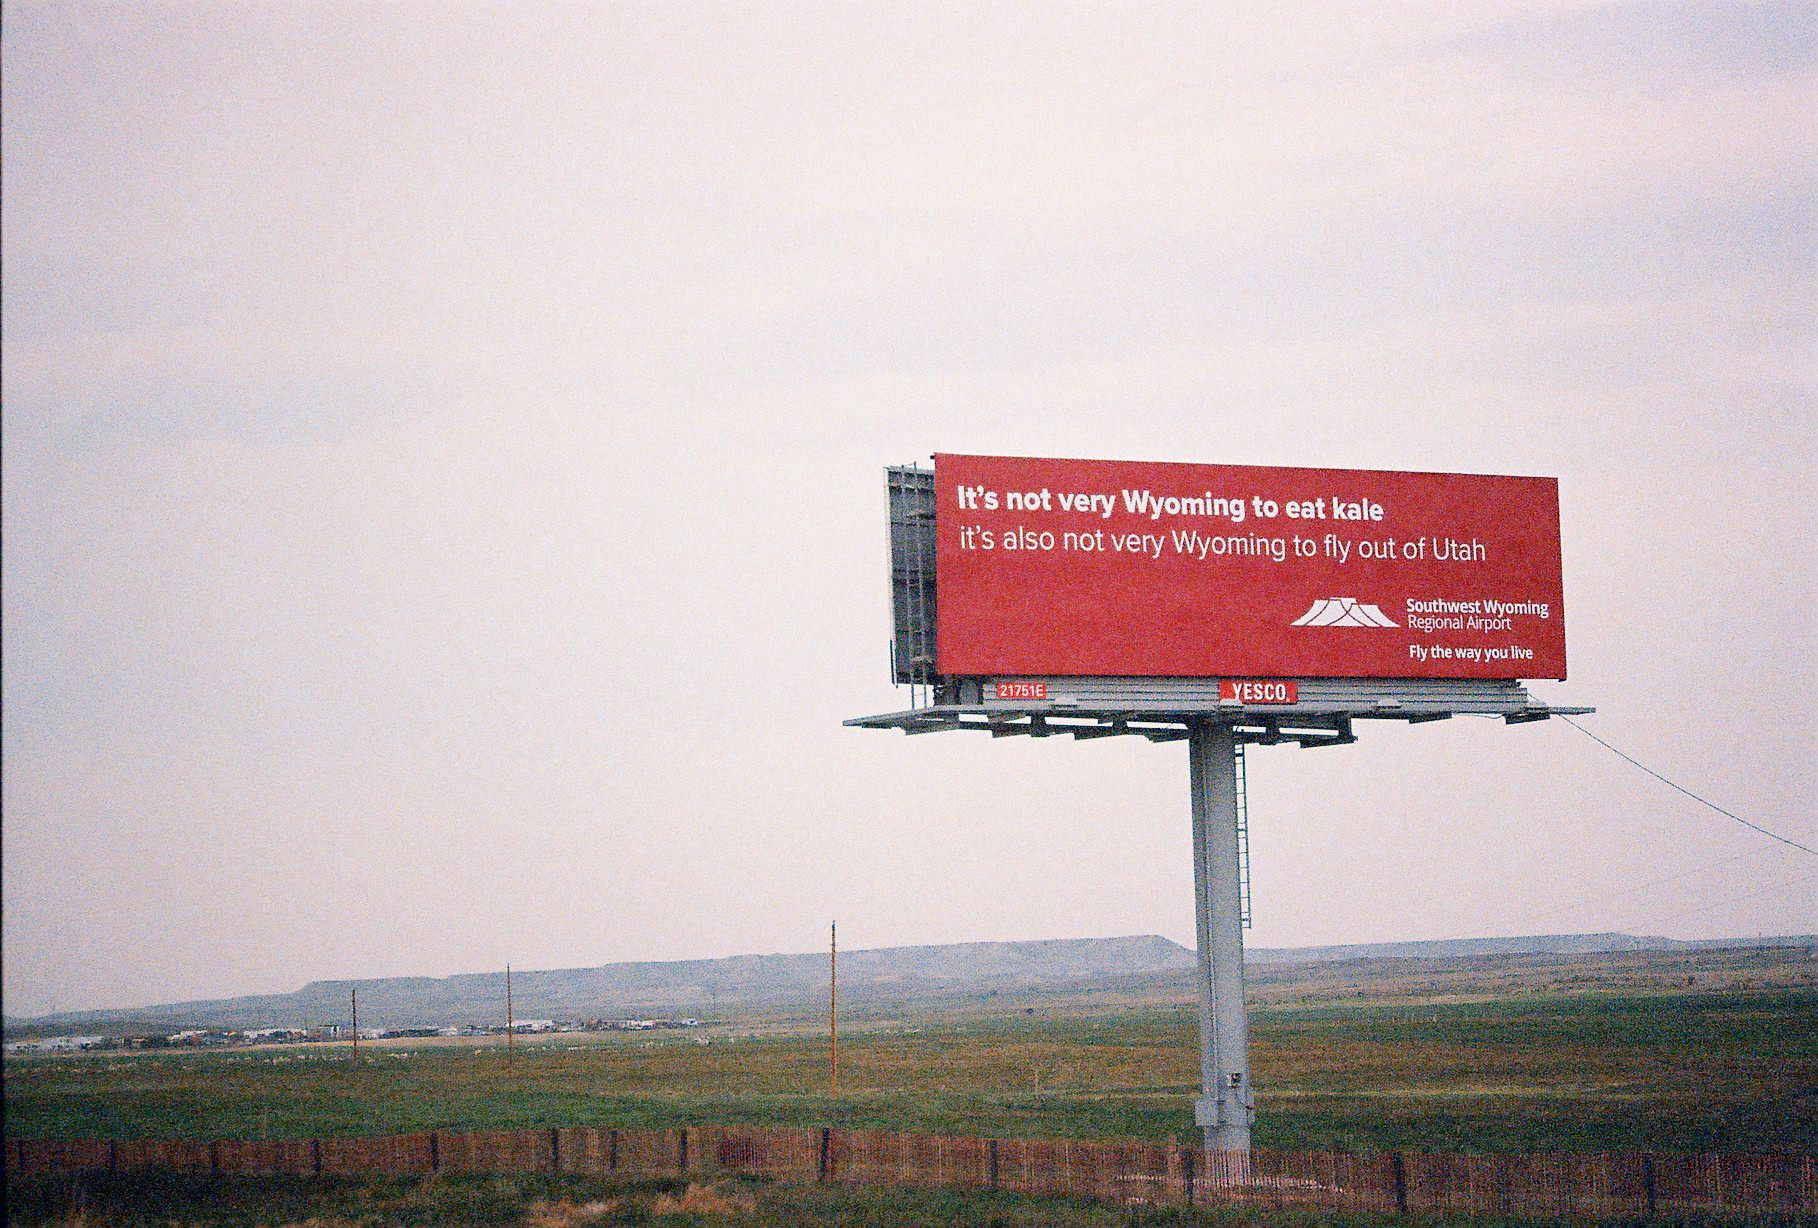 It's not very Wyoming to eat kale
it's also not very Wyoming to fly out of Utah
Southwest Wyoming
Regional Airport
Fly the way you live
21751E
YESCO